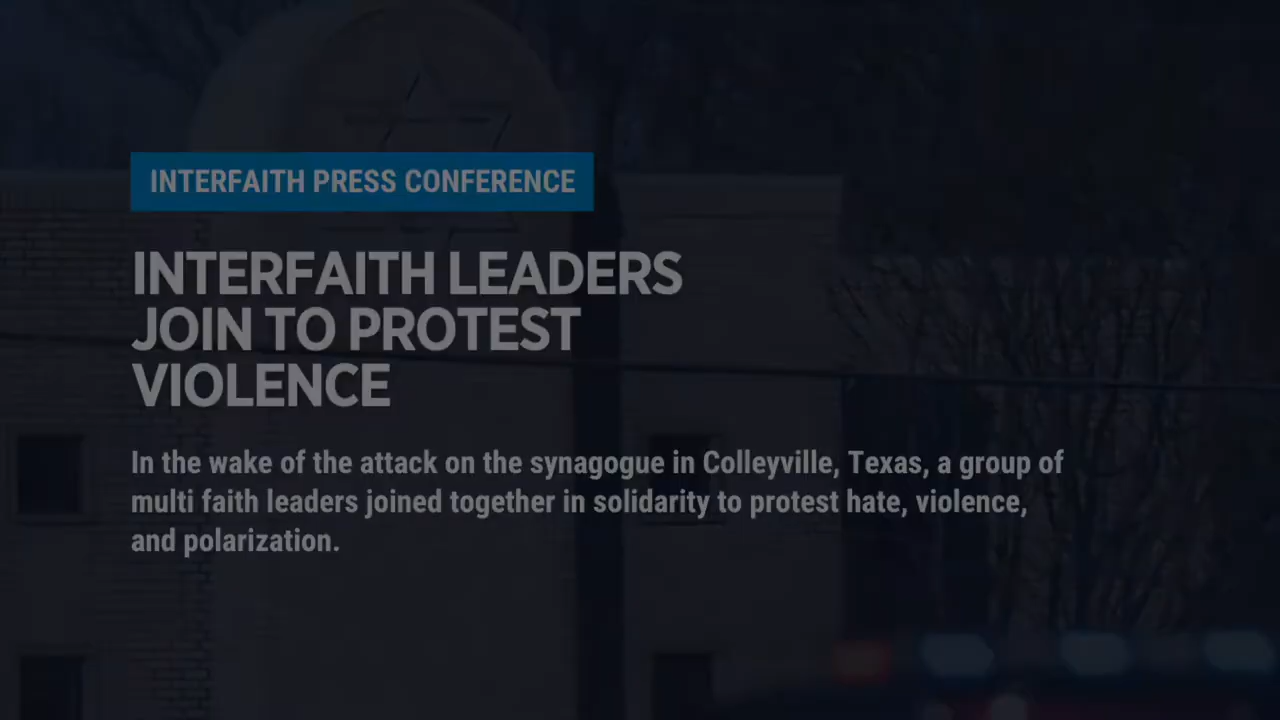 INTERFAITH PRESS CONFERENCE
INTERFAITH LEADERS
JOIN TO PROTEST
VIOLENCE
In the wake of the attack on the synagogue in Colleyville, Texas, a group of
multi faith leaders joined together in solidarity to protest hate, violence,
and polarization.